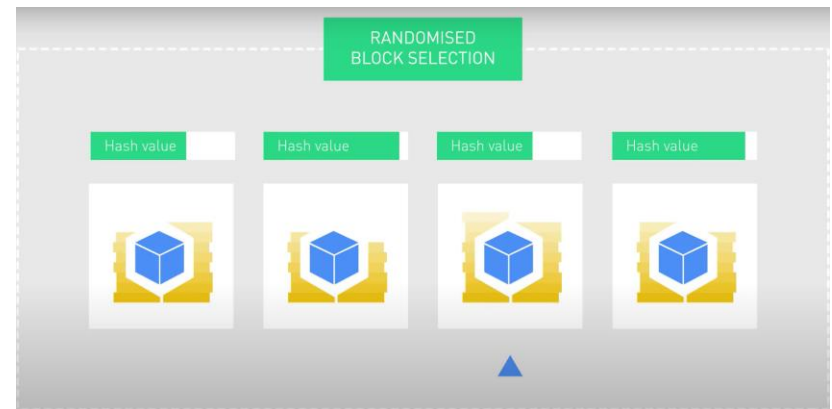 RANDOMISED
BLOCK SELECTION
Hash value
Hash value
Hash value
Hash value